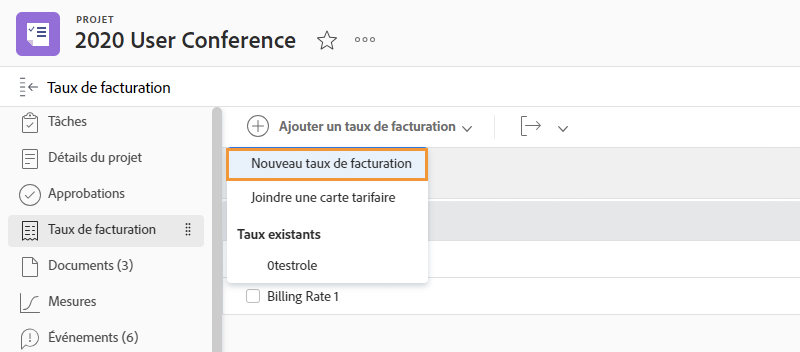 PROJET
2020 User Conference
Taux de facturation
Tâches
Détails du projet
Approbations
Taux de facturation
Documents (3)
Mesures
Événements (6)
Ajouter un taux de facturation
Nouveau taux de facturation
Joindre une carte tarifaire
Taux existants
0testrole
Billing Rate 1